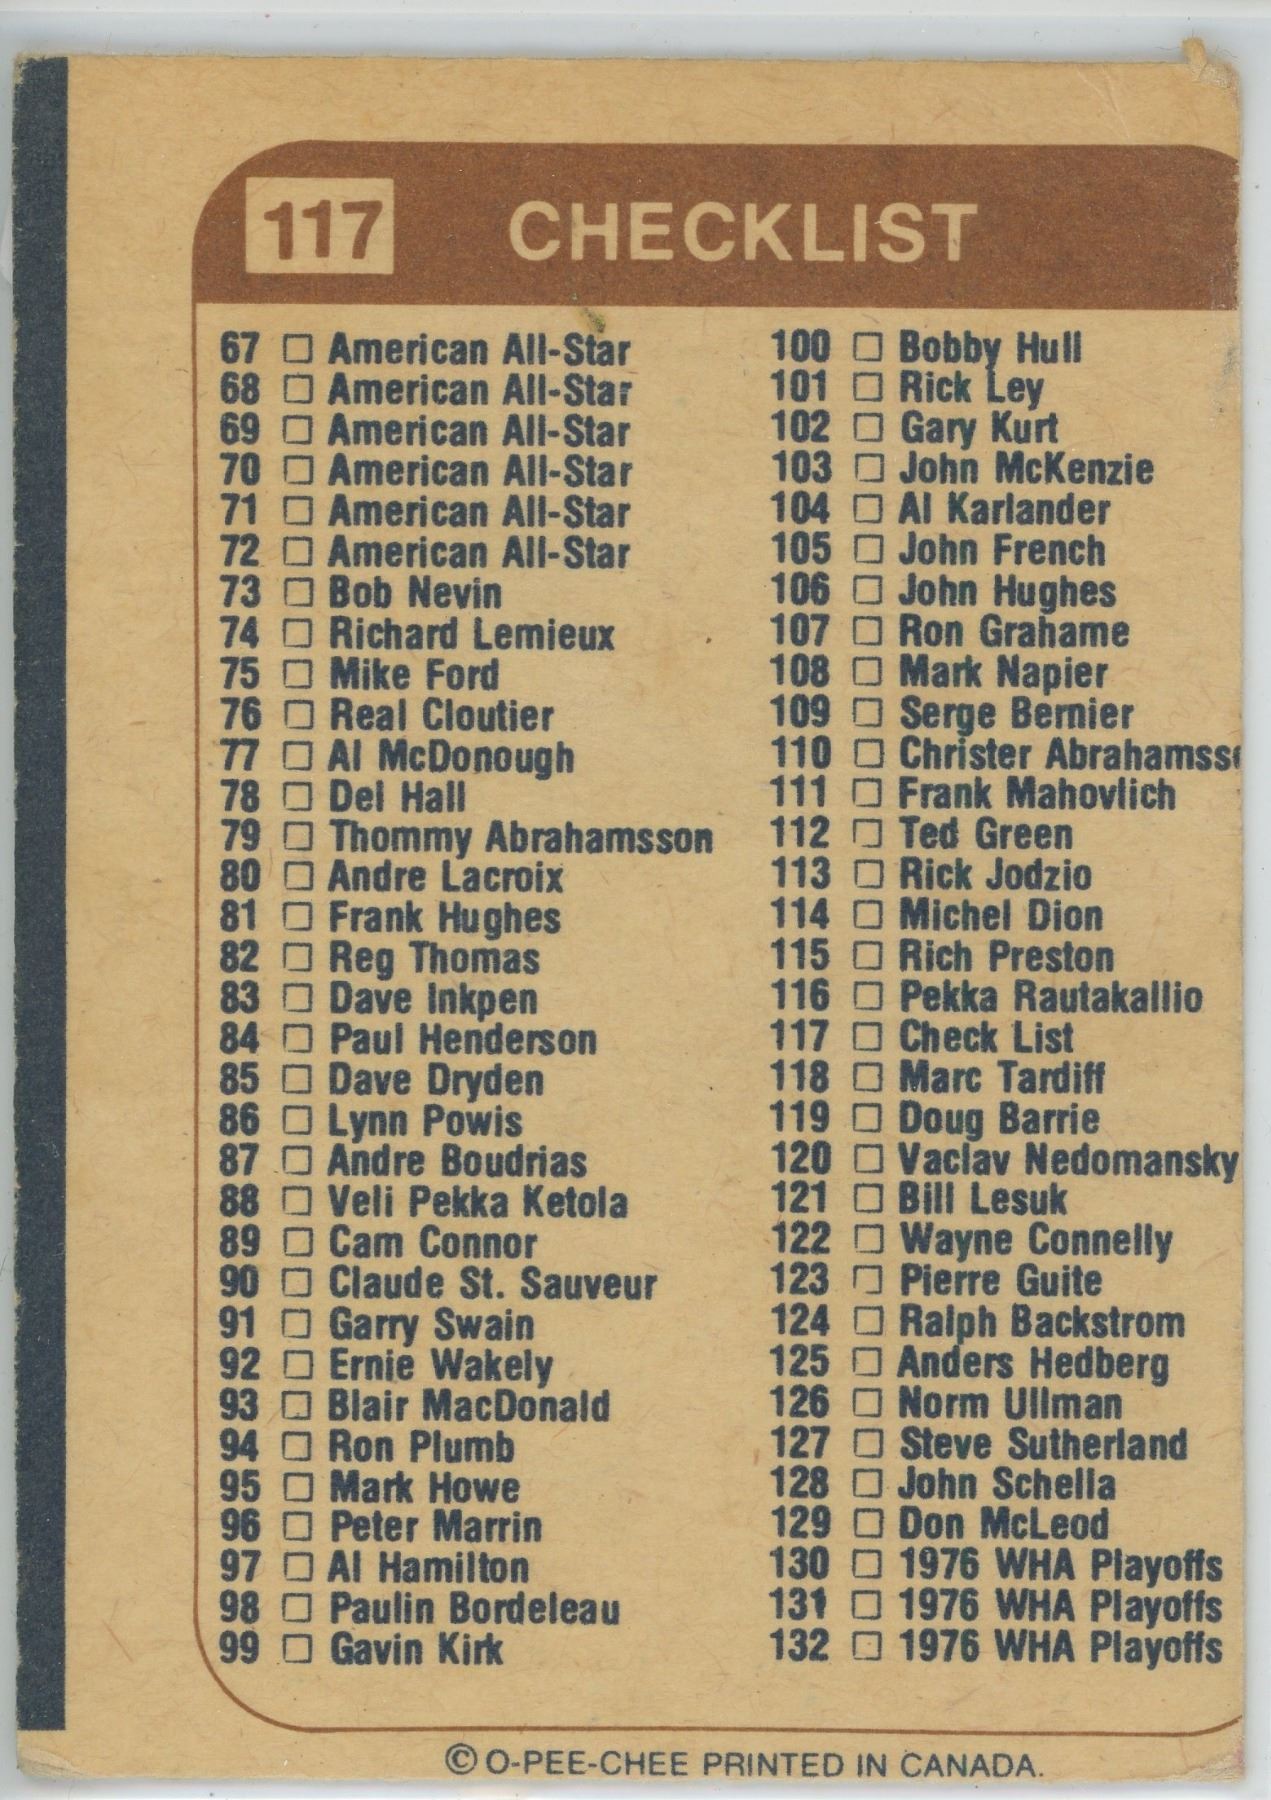 117 CHECKLIST
67 □ American All-Star
68 □ American All-Star
69 □ American All-Star
70 □ American All-Star
71 □ American All-Star
72 □ American All-Star
73 □ Bob Nevin
74 □ Richard Lemieux
75 □ Mike Ford
76 □ Real Cloutier
77 □ Al McDonough
78 □ Del Hall
79 □ Thommy Abrahamsson
80 □ Andre Lacroix
81 □ Frank Hughes
82 □ Reg Thomas
83 □ Dave Inkpen
84 □ Paul Henderson
85 □ Dave Dryden
86 □ Lynn Powis
87 □ Andre Boudrias
88 □ Veli Pekka Ketola
89 □ Cam Connor
90 □ Claude St. Sauveur
91 □ Garry Swain
92 □ Ernie Wakely
93 □ Blair MacDonald
94 □ Ron Plumb
95 □ Mark Howe
96 □ Peter Marrin
97 □ Al Hamilton
98 □ Paulin Bordeleau
99 □ Gavin Kirk
100 □ Bobby Hull
101 □ Rick Ley
102 □ Gary Kurt
103 □ John McKenzie
104 □ Al Karlander
105 □ John French
106 □ John Hughes
107 □ Ron Grahame
108 □ Mark Napier
109 □ Serge Bernier
110 □ Christer
111 □ Frank Mahovlich
112 □ Ted Green
113 □ Rick Jodzio
114 □ Michel Dion
115 □ Rich Preston
116 □ Pekka Rautakallio
117 □ Check List
118 □ Marc Tardiff
119 □ Doug Barrie
120 □ Vaclav Nedomansky
121 □ Bill Lesuk
122 □ Wayne Connelly
123 □ Pierre Guite
124 □ Ralph Backstrom
125 □ Anders Hedberg
126 □ Norm Ullman
127 □ Steve Sutherland
128 □ John Schella
129 □ Don McLeod
130 □ 1976 WHA Playoffs
131 □ 1976 WHA Playoffs
132 □ 1976 WHA Playoffs
© O-PEE-CHEE PRINTED IN CANADA.